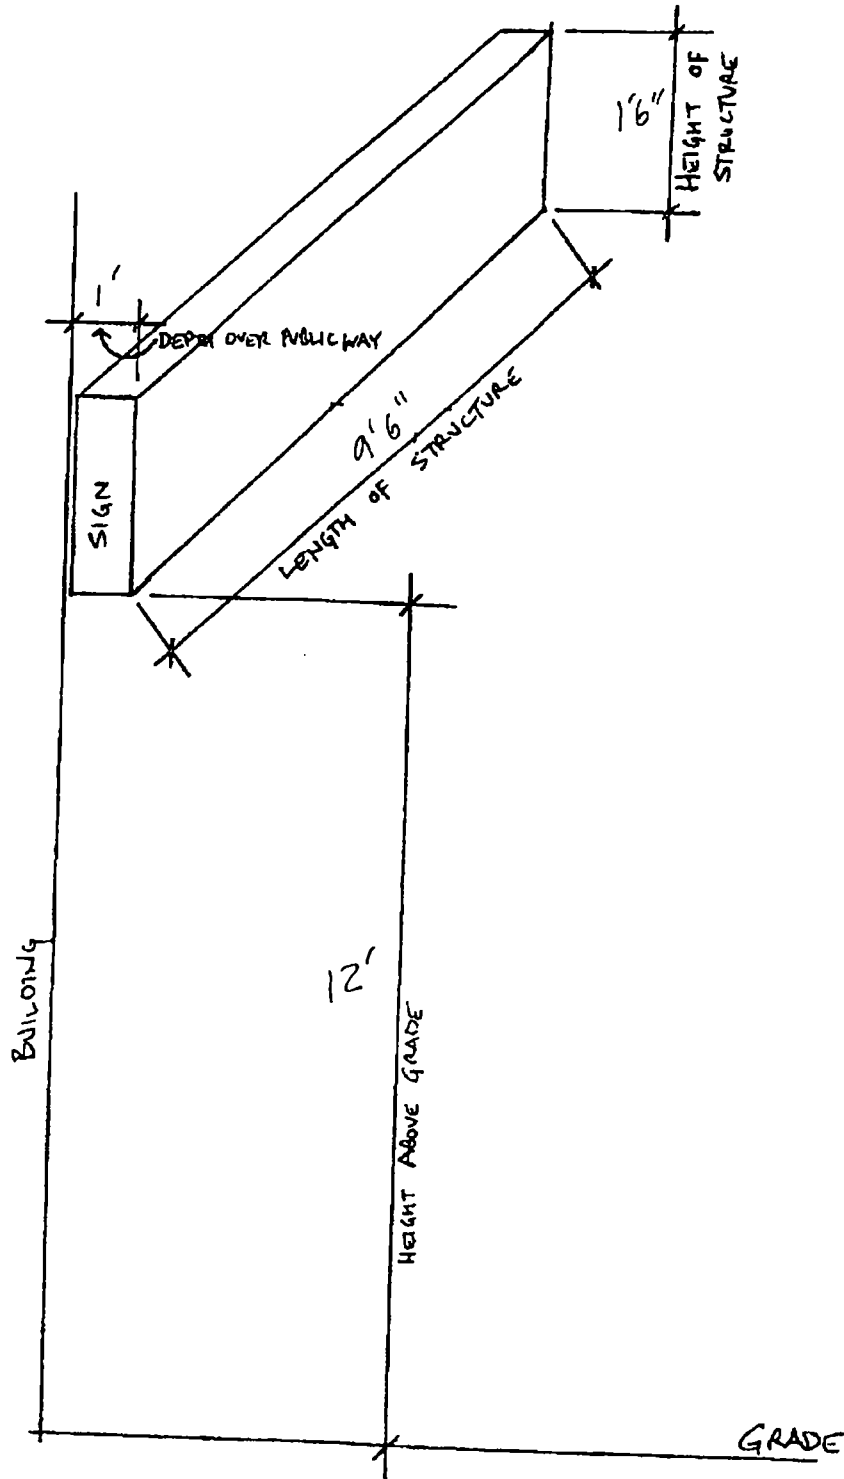 1'6"
HEIGHT OF
STRUCTURE
1'
DEPTH OVER PUBLIC WAY
9'6"
LENGTH OF STRUCTURE
SIGN
12'
BUILDING
HEIGHT ABOVE GRADE
GRADE